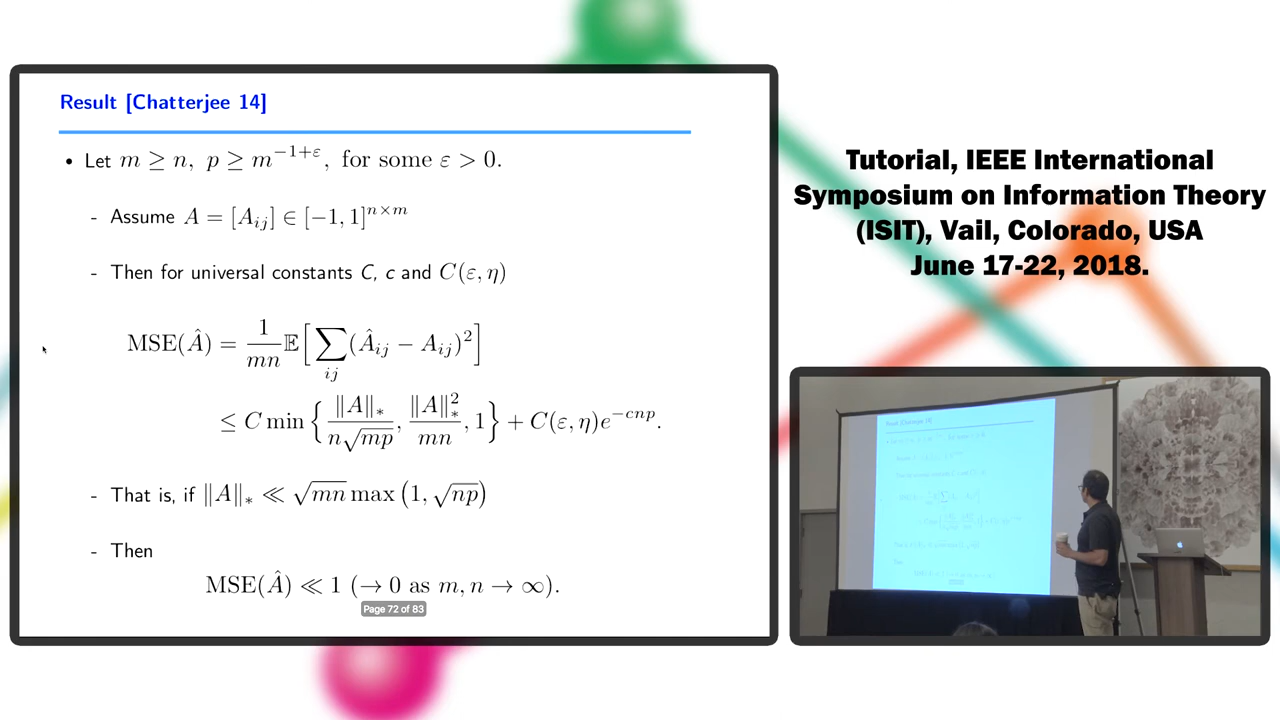 Result [Chatterjee 14]
• Let m ≥ n, p ≥ m^{−1+ε}, for some ε > 0.
- Assume A = [A_{ij}] ∈ [−1, 1]^{n×m}
- Then for universal constants C, c and C(ε, η)
MSE(Â) = \frac{1}{mn} 𝔼[ \sum_{ij} (Â_{ij} − A_{ij})^2 ]
≤ C min { \frac{‖A‖_*}{n\sqrt{mp}}, \frac{‖A‖_*^2}{mn}, 1 } + C(ε, η)e^{−cnp}.
- That is, if ‖A‖_* ≪ \sqrt{mn} max (1, \sqrt{np})
- Then
MSE(Â) ≪ 1 (→ 0 as m, n → ∞).
Page 72 of 83
Tutorial, IEEE International
Symposium on Information Theory
(ISIT), Vail, Colorado, USA
June 17-22, 2018.